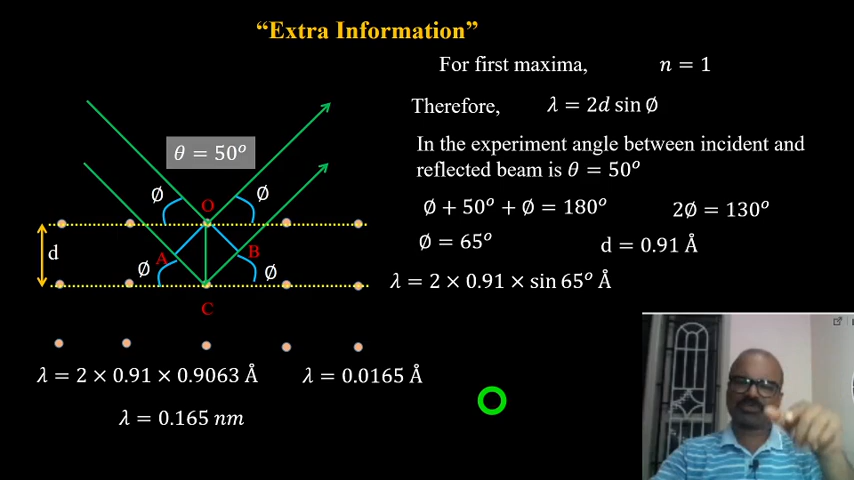 “Extra Information”
For first maxima, n = 1
Therefore, λ = 2d sin Ø
In the experiment angle between incident and
reflected beam is θ = 50°
Ø + 50° + Ø = 180° 2Ø = 130°
Ø = 65° d = 0.91 Å
λ = 2 × 0.91 × sin 65° Å
θ = 50°
Ø Ø
O
d
A B
Ø Ø
C
λ = 2 × 0.91 × 0.9063 Å λ = 0.0165 Å
λ = 0.165 nm